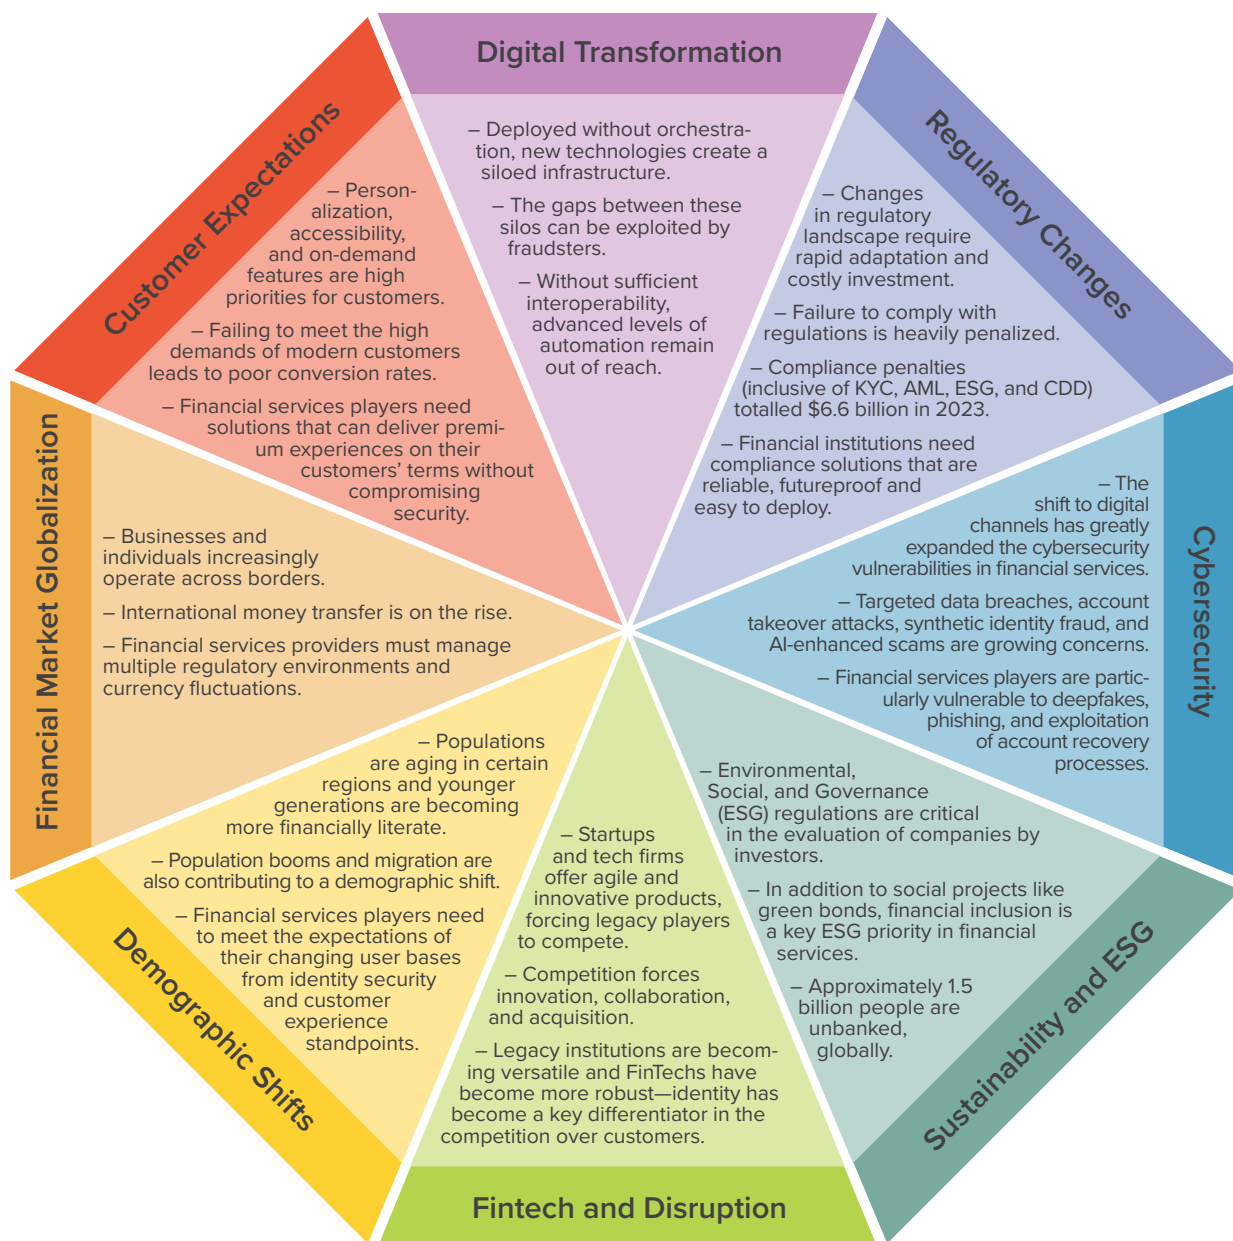 Digital Transformation
– Deployed without orchestra-
tion, new technologies create a
siloed infrastructure.
– The gaps between these
silos can be exploited by
fraudsters.
– Without sufficient
interoperability,
advanced levels of
automation remain
out of reach.
Regulatory Changes
– Changes
in regulatory
landscape require
rapid adaptation and
costly investment.
– Failure to comply with
regulations is heavily penalized.
– Compliance penalties
(inclusive of KYC, AML, ESG, and CDD)
totalled $6.6 billion in 2023.
– Financial institutions need
compliance solutions that are
reliable, futureproof and
easy to deploy.
Cybersecurity
– The
shift to digital
channels has greatly
expanded the cybersecurity
vulnerabilities in financial services.
– Targeted data breaches, account
takeover attacks, synthetic identity fraud, and
AI-enhanced scams are growing concerns.
– Financial services players are partic-
ularly vulnerable to deepfakes,
phishing, and exploitation
of account recovery
processes.
Sustainability and ESG
– Environmental,
Social, and Governance
(ESG) regulations are critical
in the evaluation of companies by
investors.
– In addition to social projects like
green bonds, financial inclusion is
a key ESG priority in financial
services.
– Approximately 1.5
billion people are
unbanked,
globally.
Fintech and Disruption
– Startups
and tech firms
offer agile and
innovative products,
forcing legacy players
to compete.
– Competition forces
innovation, collaboration,
and acquisition.
– Legacy institutions are becom-
ing versatile and FinTechs have
become more robust—identity has
become a key differentiator in the
competition over customers.
Demographic Shifts
– Populations
are aging in certain
regions and younger
generations are becoming
more financially literate.
– Population booms and migration are
also contributing to a demographic shift.
– Financial services players need
to meet the expectations of
their changing user bases
from identity security
and customer
experience
standpoints.
Financial Market Globalization
– Businesses and
individuals increasingly
operate across borders.
– International money transfer is on the rise.
– Financial services providers must manage
multiple regulatory environments and
currency fluctuations.
Customer Expectations
– Person-
alization,
accessibility,
and on-demand
features are high
priorities for customers.
– Failing to meet the high
demands of modern customers
leads to poor conversion rates.
– Financial services players need
solutions that can deliver premi-
um experiences on their
customers’ terms without
compromising
security.